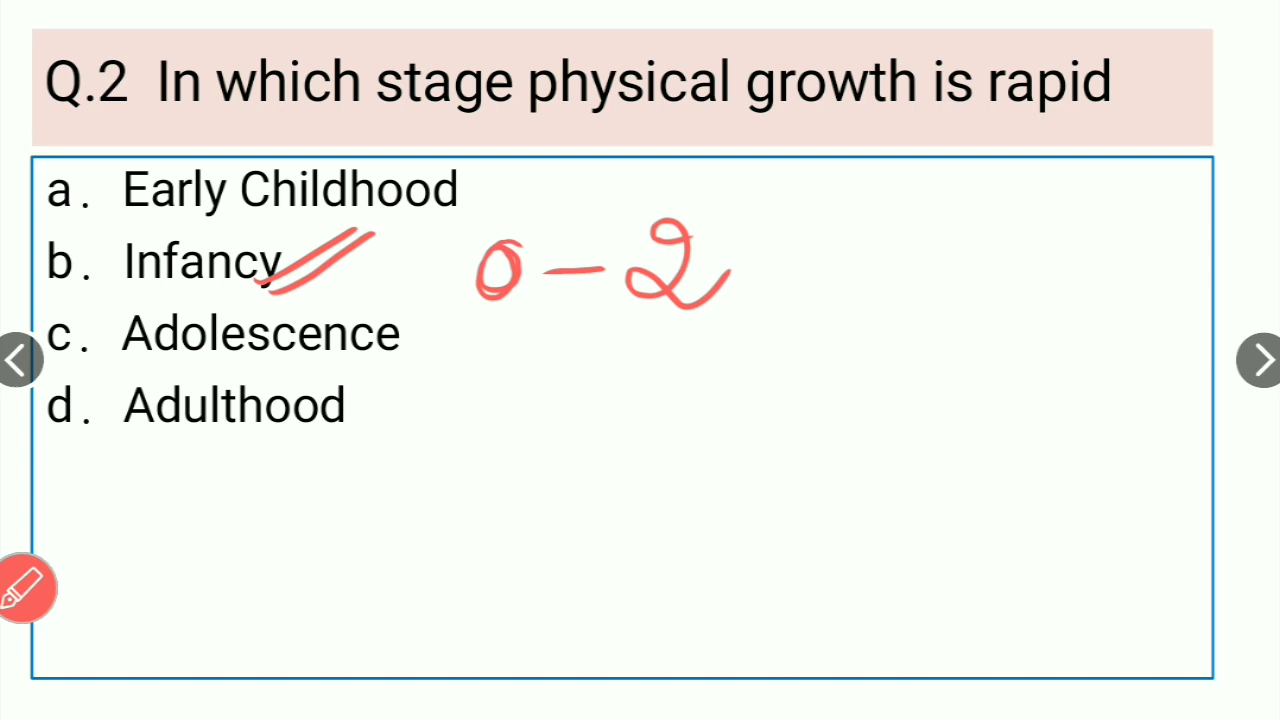 Q.2 In which stage physical growth is rapid
a. Early Childhood
b. Infancy
0-2
c. Adolescence
d. Adulthood